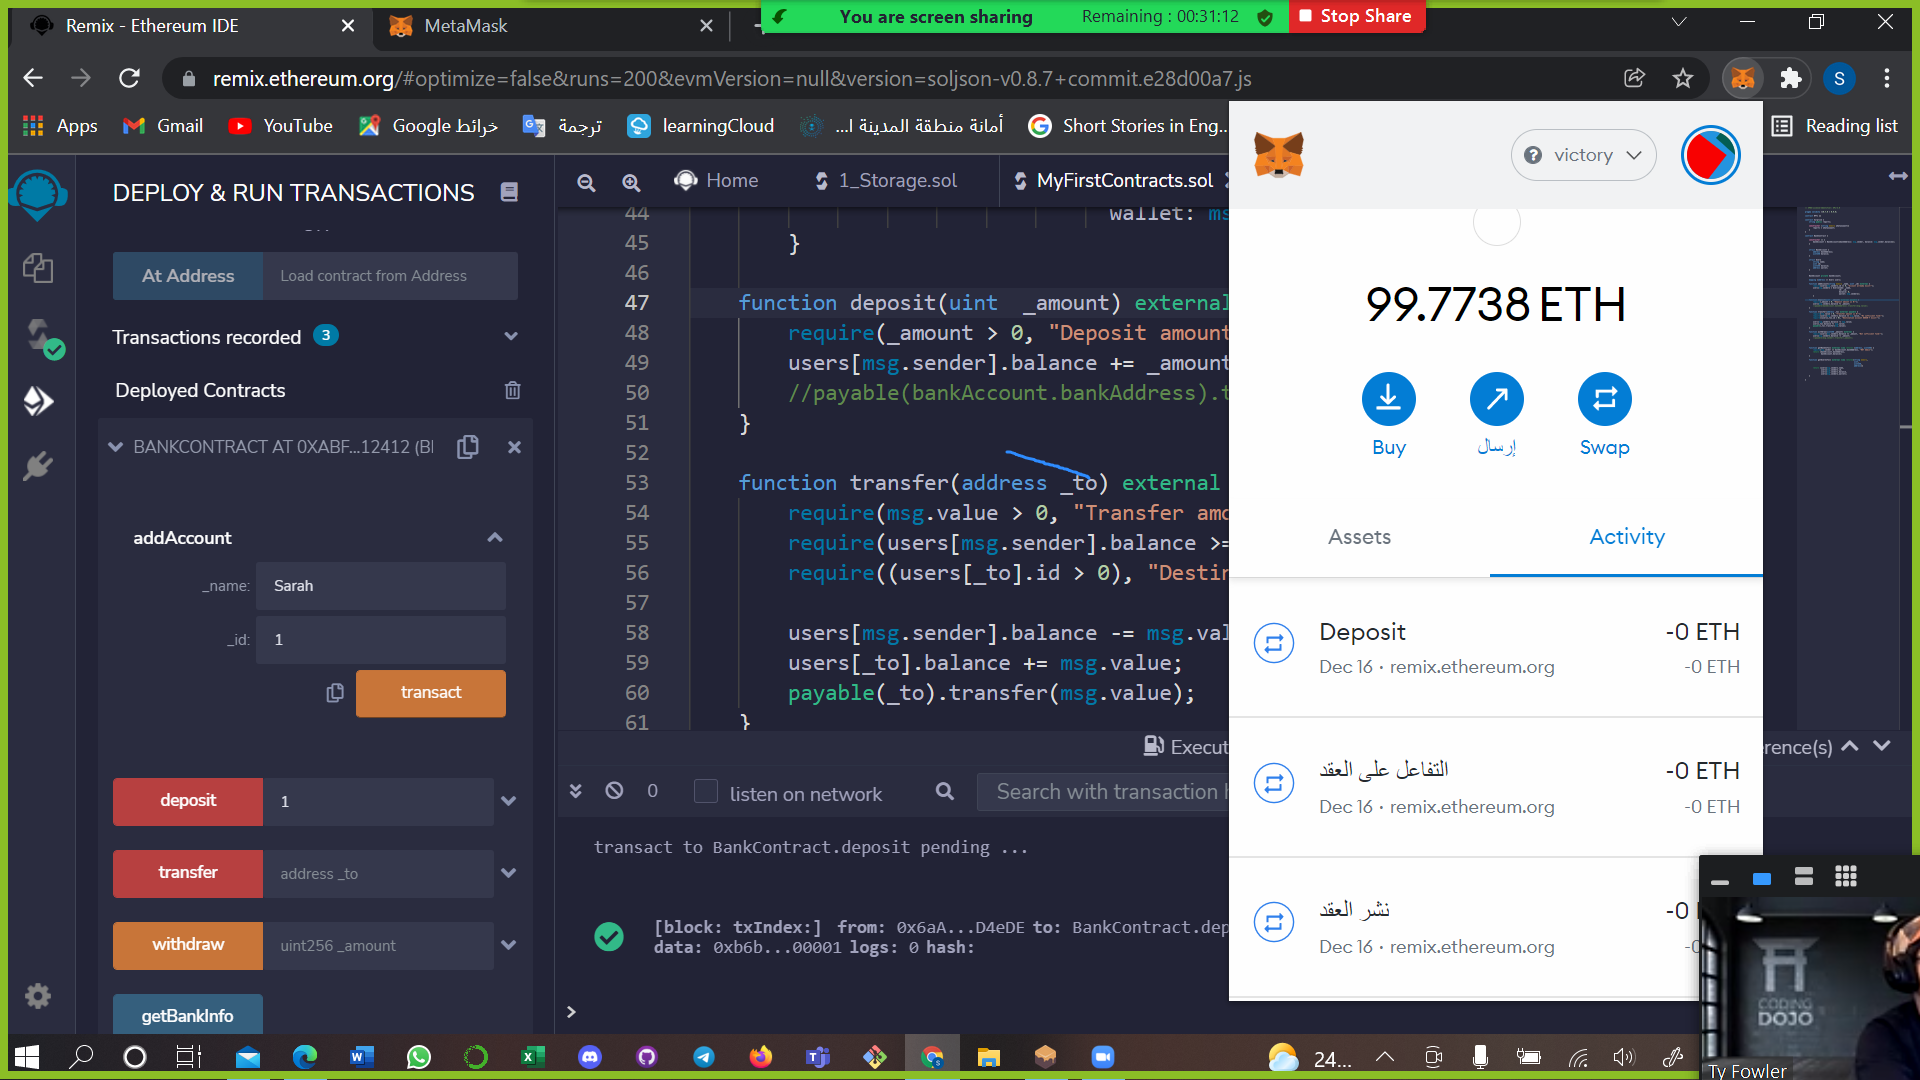 Remix - Ethereum IDE
MetaMask
You are screen sharing
Remaining : 00:31:12
Stop Share
remix.ethereum.org/#optimize=false&runs=200&evmVersion=null&version=soljson-v0.8.7+commit.e28d00a7.js
S
Apps
Gmail
YouTube
خرائط Google
ترجمة
learningCloud
أمانة منطقة المدينة ا...
Short Stories in Eng...
Reading list
DEPLOY & RUN TRANSACTIONS
At Address
Load contract from Address
Transactions recorded 3
Deployed Contracts
BANKCONTRACT AT 0XABF...12412 (Bl
addAccount
_name: Sarah
_id: 1
transact
deposit 1
transfer address _to
withdraw uint256 _amount
getBankInfo
Home
1_Storage.sol
MyFirstContracts.sol
44 wallet: ms
45 }
46
47 function deposit(uint _amount) external
48 require(_amount > 0, "Deposit amount
49 users[msg.sender].balance += _amount
50 //payable(bankAccount.bankAddress).t
51 }
52
53 function transfer(address _to) external
54 require(msg.value > 0, "Transfer amo
55 require(users[msg.sender].balance >=
56 require((users[_to].id > 0), "Destin
57
58 users[msg.sender].balance -= msg.val
59 users[_to].balance += msg.value;
60 payable(_to).transfer(msg.value);
61 }
Execut
rence(s)
0
listen on network
Search with transaction h
transact to BankContract.deposit pending ...
[block: txIndex:] from: 0x6aA...D4eDE to: BankContract.dep
data: 0xb6b...00001 logs: 0 hash:
>
victory
99.7738 ETH
Buy
إرسال
Swap
Assets
Activity
Deposit
-0 ETH
Dec 16 · remix.ethereum.org
-0 ETH
التفاعل على العقد
-0 ETH
Dec 16 · remix.ethereum.org
-0 ETH
نشر العقد
-0
Dec 16 · remix.ethereum.org
-0
CODING
DOJO
Ty Fowler
24...